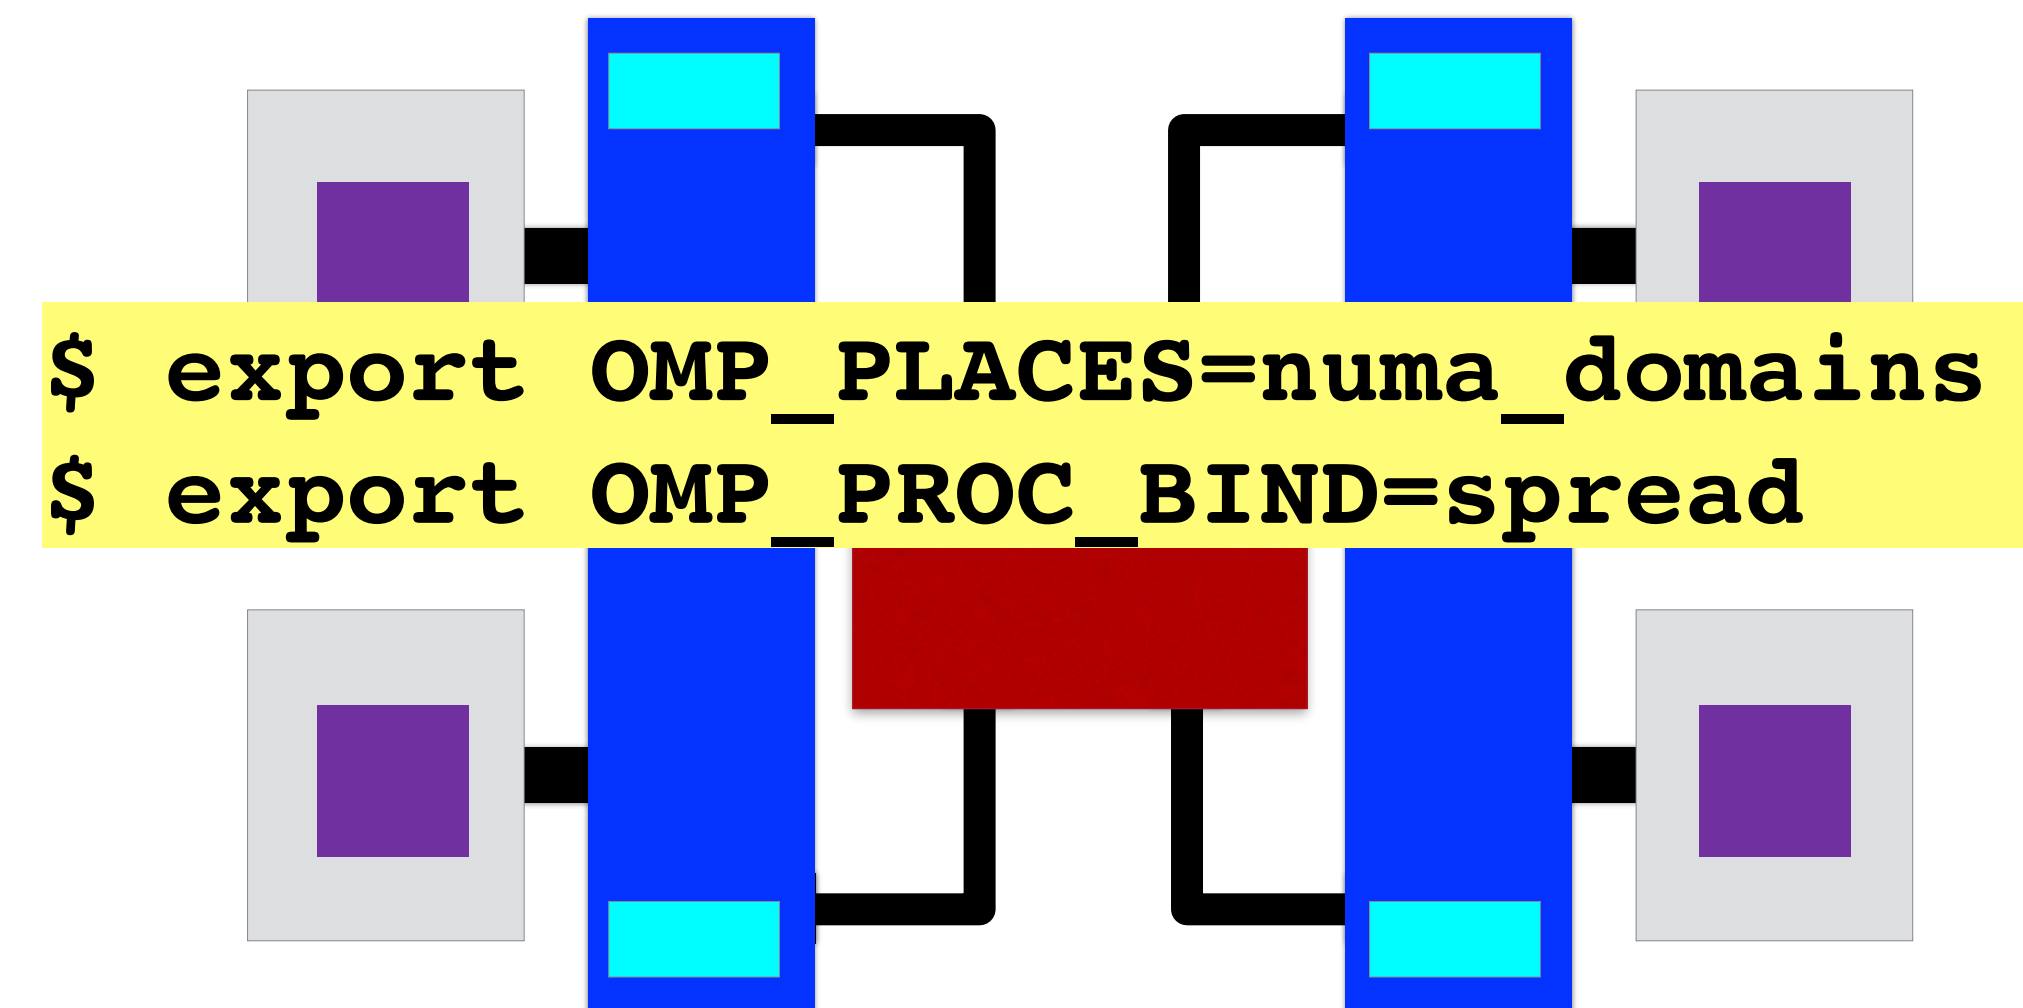 $ export OMP_PLACES=numa_domains
$ export OMP_PROC_BIND=spread